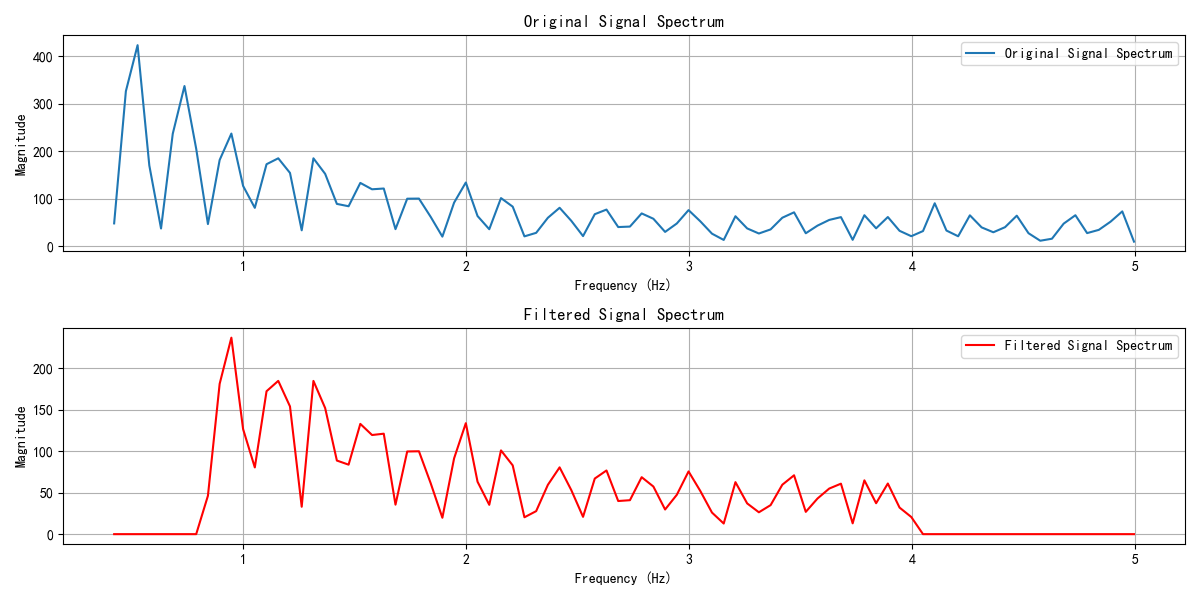 Original Signal Spectrum
Original Signal Spectrum
Magnitude
400
300
200
100
0
1 2 3 4 5
Frequency (Hz)
Filtered Signal Spectrum
Filtered Signal Spectrum
Magnitude
200
150
100
50
0
1 2 3 4 5
Frequency (Hz)